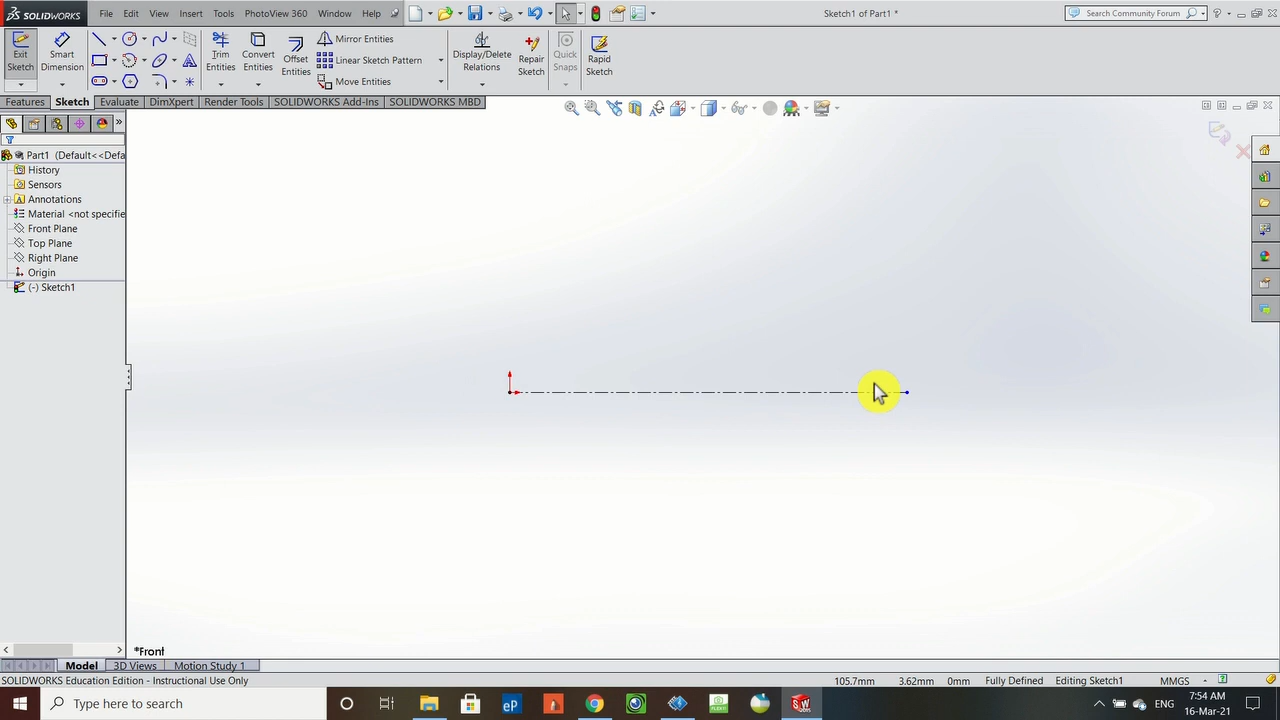 SOLIDWORKS File Edit View Insert Tools PhotoView 360 Window Help Sketch1 of Part1 * Search Community Forum ?
Exit Sketch
Smart Dimension
Trim Entities
Convert Entities
Offset Entities
Mirror Entities
Linear Sketch Pattern
Move Entities
Display/Delete Relations
Repair Sketch
Quick Snaps
Rapid Sketch
Features Sketch Evaluate DimXpert Render Tools SOLIDWORKS Add-Ins SOLIDWORKS MBD
Part1 (Default<<Defa
History
Sensors
Annotations
Material <not specifie
Front Plane
Top Plane
Right Plane
Origin
(-) Sketch1
*Front
Model 3D Views Motion Study 1
SOLIDWORKS Education Edition - Instructional Use Only 105.7mm 3.62mm 0mm Fully Defined Editing Sketch1 MMGS -
Type here to search ENG 7:54 AM
16-Mar-21